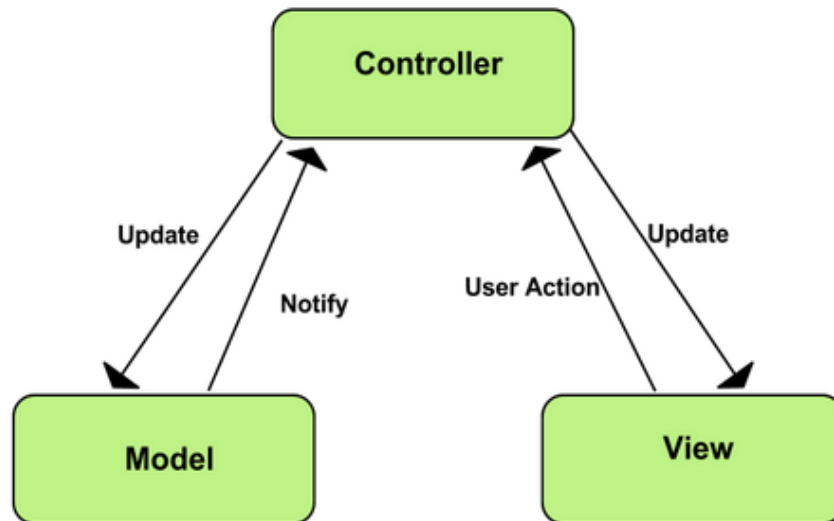 Controller
Update
Update
User Action
Notify
Model
View